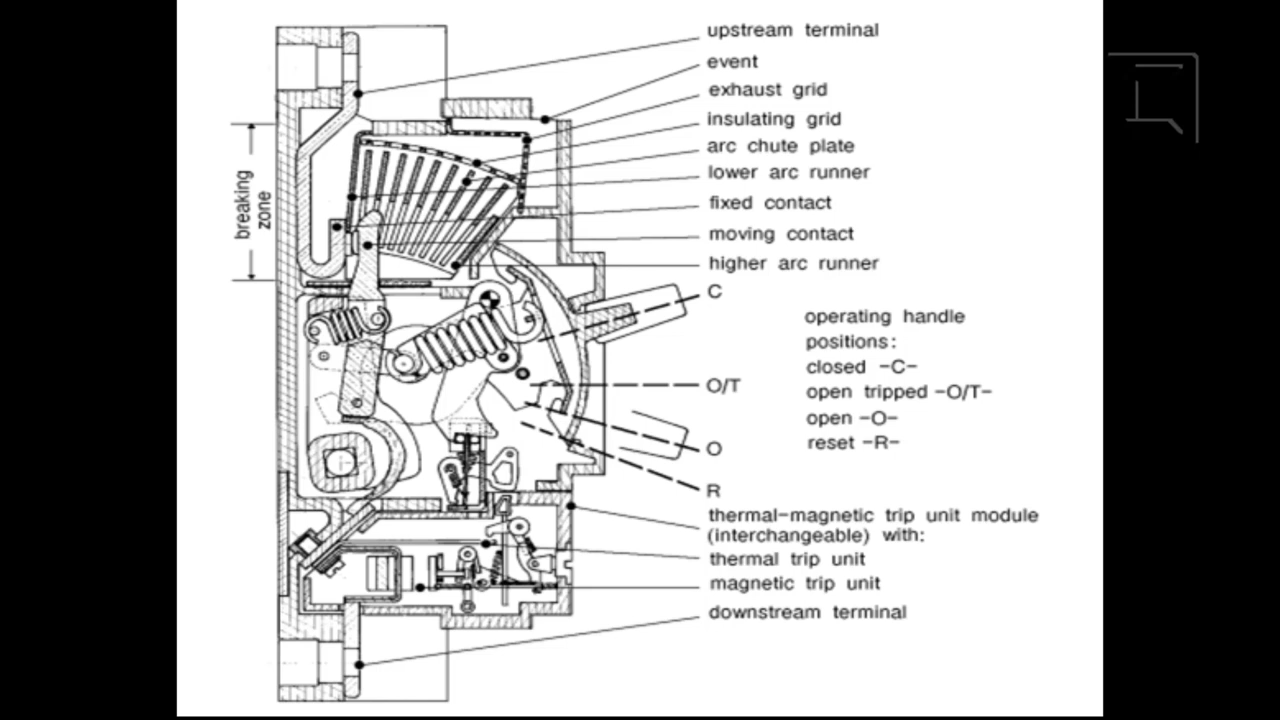 upstream terminal
event
exhaust grid
insulating grid
arc chute plate
lower arc runner
fixed contact
moving contact
higher arc runner
breaking
zone
C
operating handle
positions:
closed -C-
O/T
open tripped -O/T-
open -O-
reset -R-
O
R
thermal-magnetic trip unit module
(interchangeable) with:
thermal trip unit
magnetic trip unit
downstream terminal